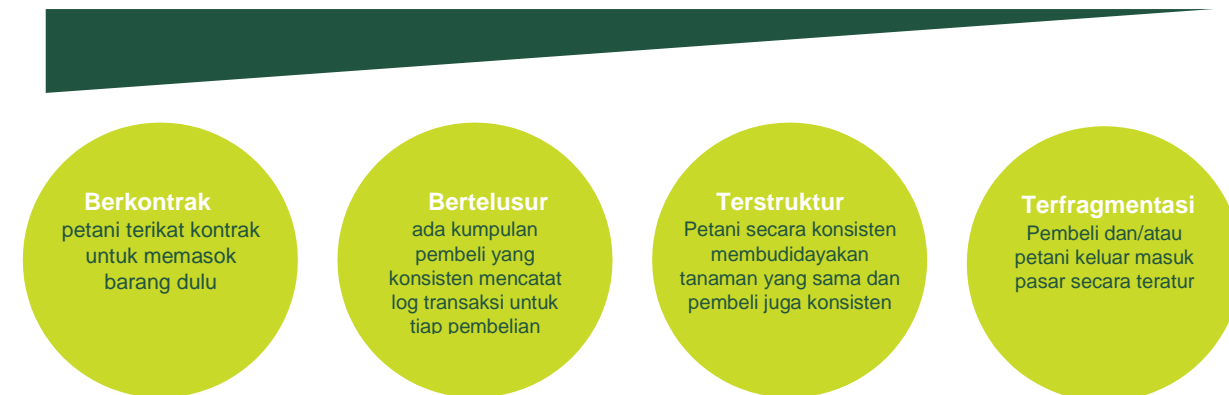 Berkontrak
petani terikat kontrak
untuk memasok
barang dulu
Bertelusur
ada kumpulan
pembeli yang
konsisten mencatat
log transaksi untuk
tiap pembelian
Terstruktur
Petani secara konsisten
membudidayakan
tanaman yang sama dan
pembeli juga konsisten
Terfragmentasi
Pembeli dan/atau
petani keluar masuk
pasar secara teratur